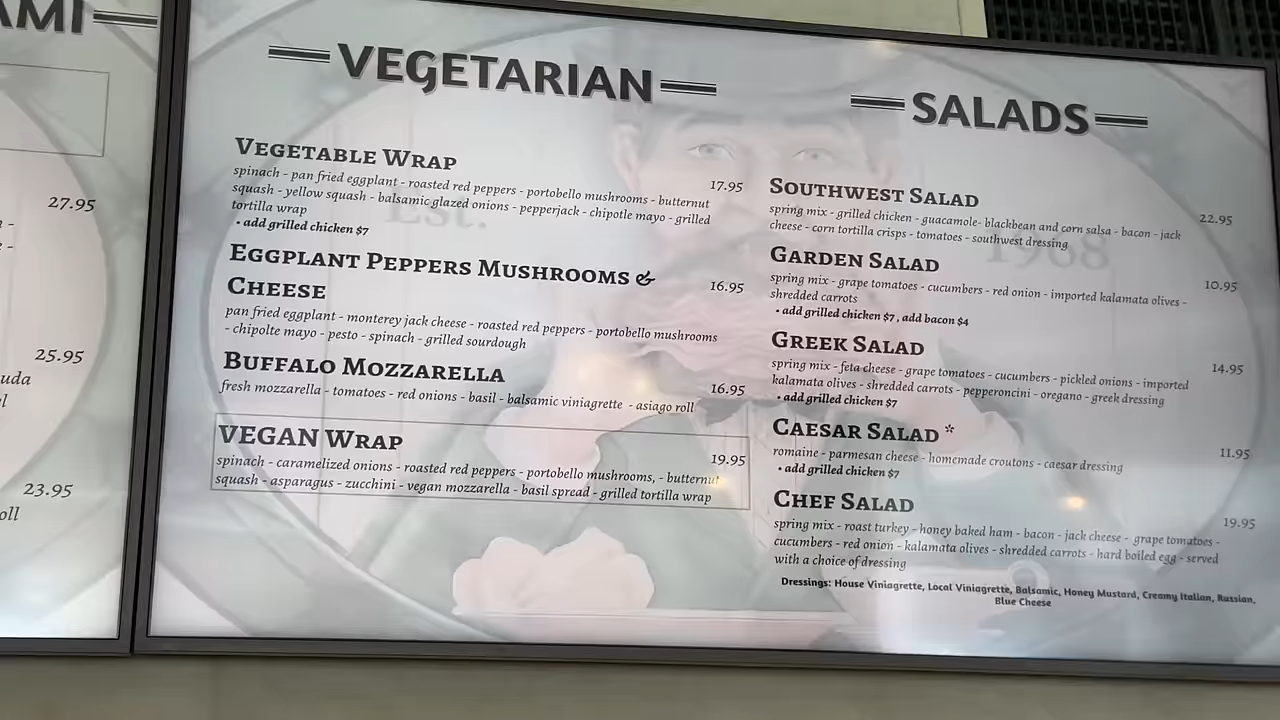 AMI
27.95
25.95
uda
23.95
oll
VEGETARIAN
VEGETABLE WRAP
17.95
spinach - pan fried eggplant - roasted red peppers - portobello mushrooms - butternut
squash - yellow squash - balsamic glazed onions - pepperjack - chipotle mayo - grilled
tortilla wrap
• add grilled chicken $7
EGGPLANT PEPPERS MUSHROOMS &
CHEESE
16.95
pan fried eggplant - monterey jack cheese - roasted red peppers - portobello mushrooms
- chipolte mayo - pesto - spinach - grilled sourdough
BUFFALO MOZZARELLA
16.95
fresh mozzarella - tomatoes - red onions - basil - balsamic viniagrette - asiago roll
VEGAN WRAP
19.95
spinach - caramelized onions - roasted red peppers - portobello mushrooms, - butternut
squash - asparagus - zucchini - vegan mozzarella - basil spread - grilled tortilla wrap
Est.
1968
SALADS
SOUTHWEST SALAD
22.95
spring mix - grilled chicken - guacamole- blackbean and corn salsa - bacon - jack
cheese - corn tortilla crisps - tomatoes - southwest dressing
GARDEN SALAD
10.95
spring mix - grape tomatoes - cucumbers - red onion - imported kalamata olives -
shredded carrots
• add grilled chicken $7 , add bacon $4
GREEK SALAD
14.95
spring mix - feta cheese - grape tomatoes - cucumbers - pickled onions - imported
kalamata olives - shredded carrots - pepperoncini - oregano - greek dressing
• add grilled chicken $7
CAESAR SALAD *
11.95
romaine - parmesan cheese - homemade croutons - caesar dressing
• add grilled chicken $7
CHEF SALAD
19.95
spring mix - roast turkey - honey baked ham - bacon - jack cheese - grape tomatoes -
cucumbers - red onion - kalamata olives - shredded carrots - hard boiled egg - served
with a choice of dressing
Dressings: House Viniagrette, Local Viniagrette, Balsamic, Honey Mustard, Creamy Italian, Russian,
Blue Cheese